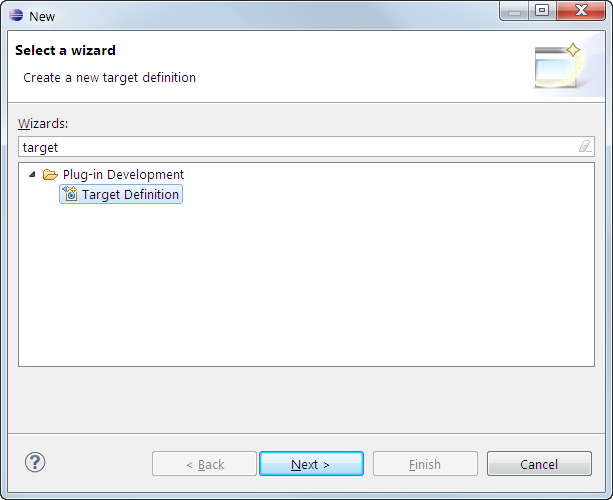 New
Select a wizard
Create a new target definition
Wizards:
target
Plug-in Development
Target Definition
? < Back Next > Finish Cancel